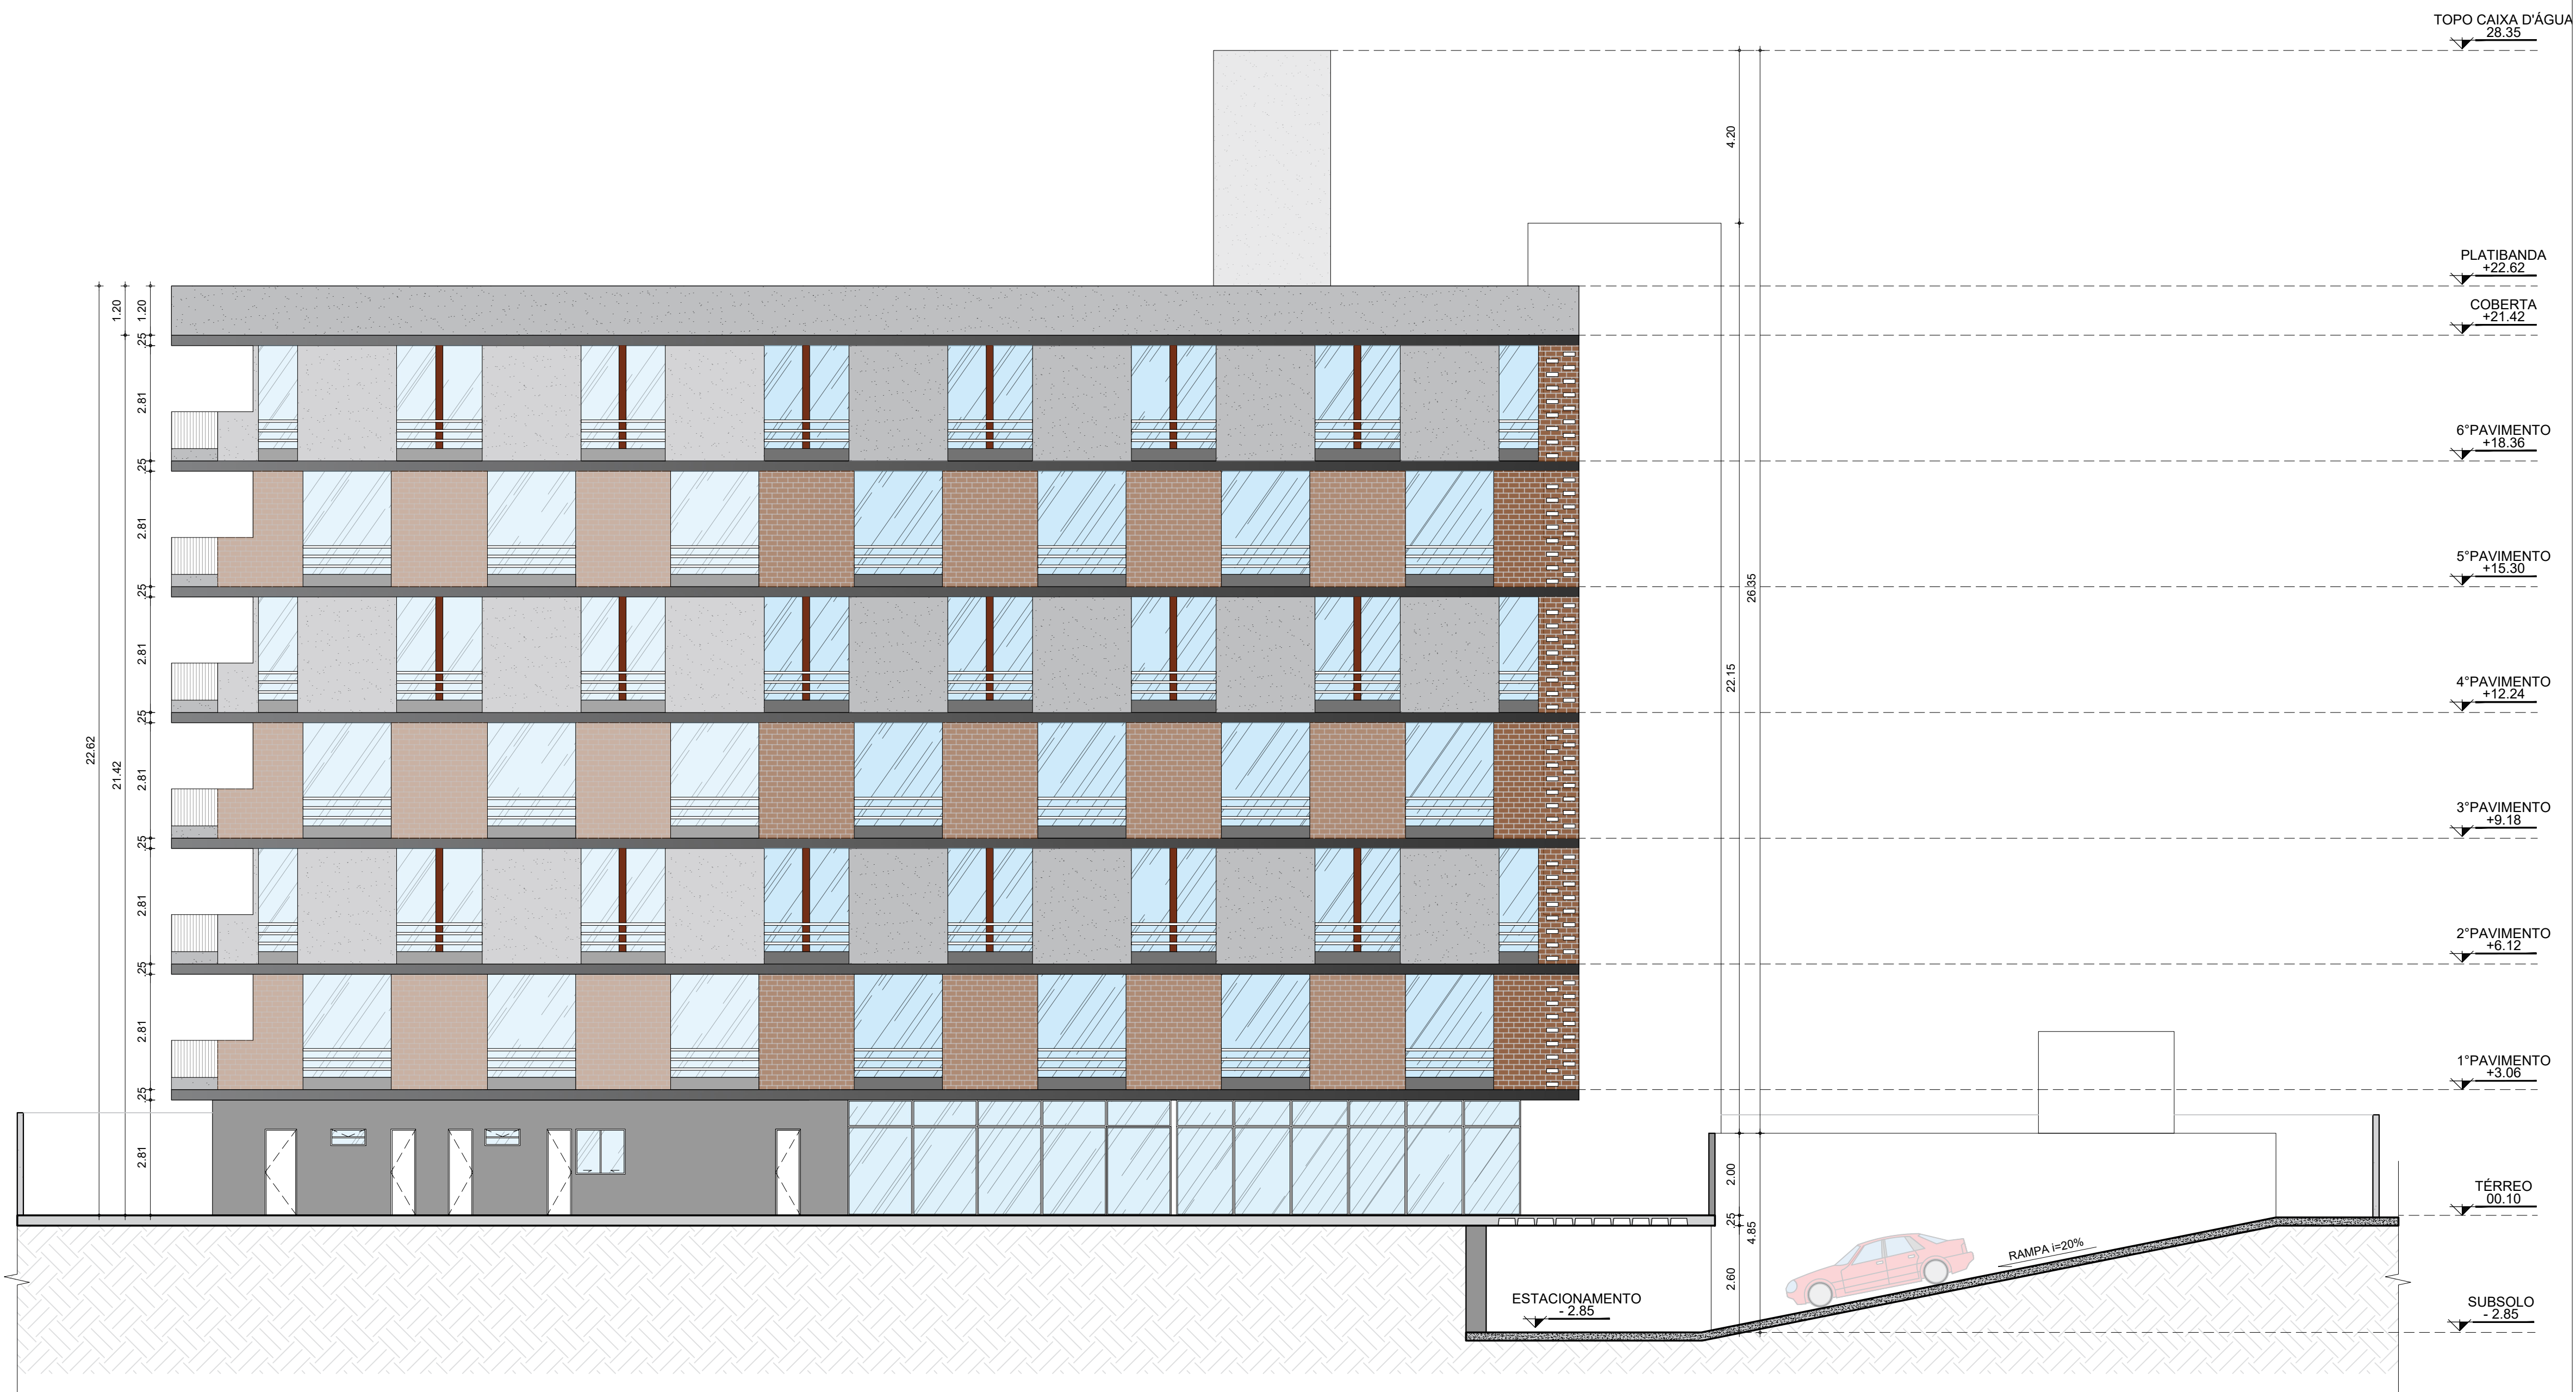 TOPO CAIXA D'ÁGUA
28.35
4.20
PLATIBANDA
+22.62
1.20
1.20
COBERTA
+21.42
.25
2.81
6°PAVIMENTO
+18.36
.25
2.81
5°PAVIMENTO
+15.30
.25
26.35
2.81
22.15
4°PAVIMENTO
+12.24
.25
22.62
21.42
2.81
3°PAVIMENTO
+9.18
.25
2.81
2°PAVIMENTO
+6.12
.25
2.81
1°PAVIMENTO
+3.06
.25
2.81
2.00
TÉRREO
00.10
.25
4.85
RAMPA i=20%
2.60
ESTACIONAMENTO
- 2.85
SUBSOLO
- 2.85